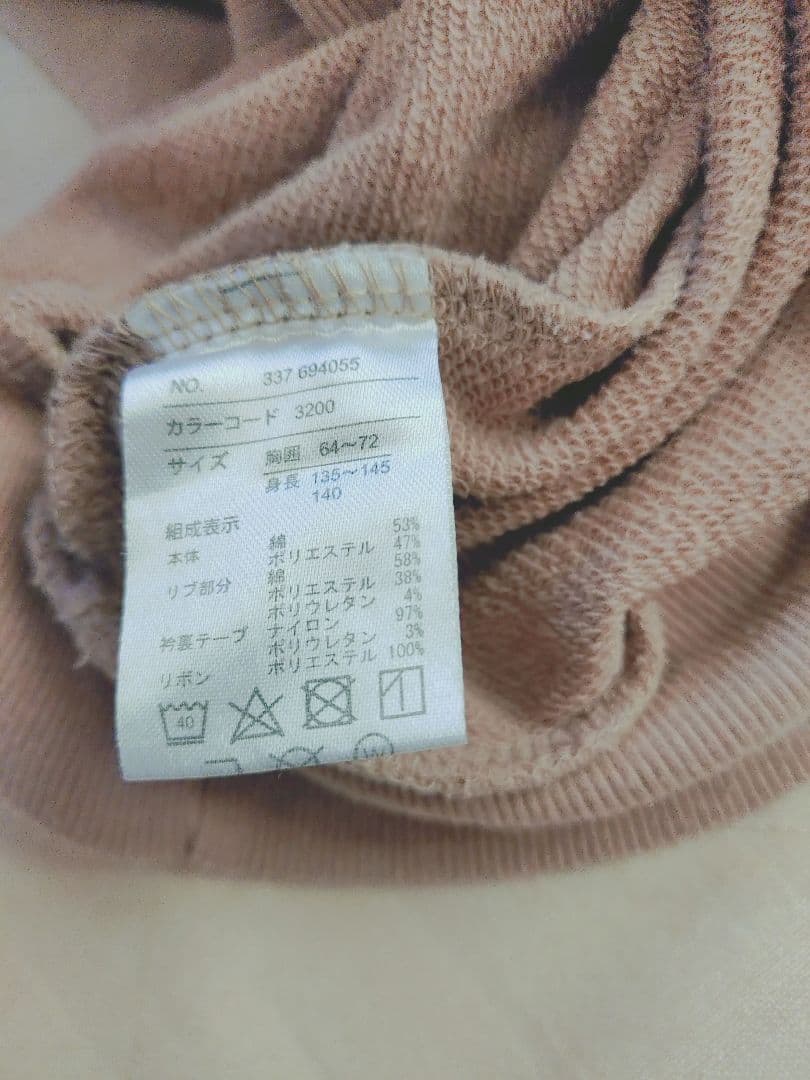 NO. 337 694055
カラーコード 3200
サイズ 胸囲 64～72
身長 135～145
140
組成表示
本体 綿 53%
ポリエステル 47%
リブ部分 綿 58%
ポリエステル 38%
ポリウレタン 4%
衿裏テープ ナイロン 97%
ポリウレタン 3%
リボン ポリエステル 100%
40
W